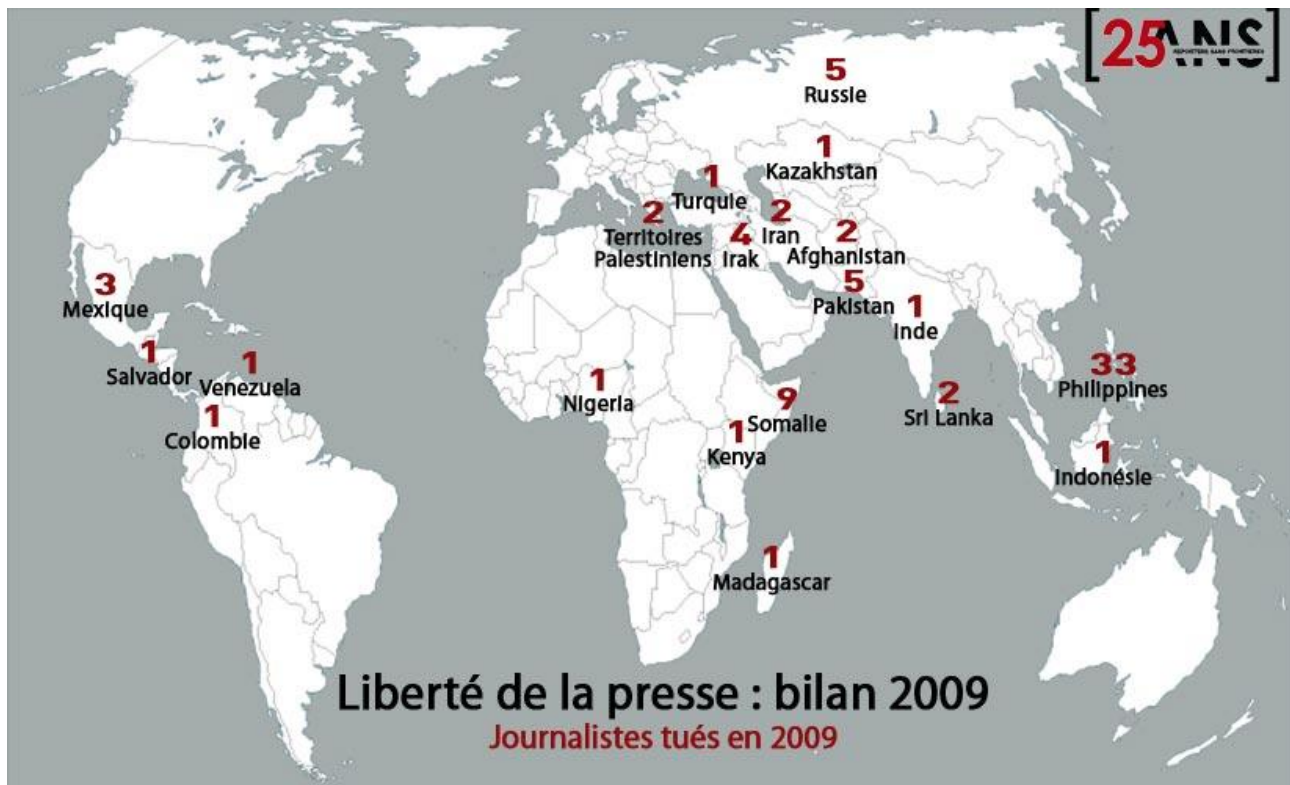 [25 ANS]
REPORTERS SANS FRONTIERES
5
Russie
1
Kazakhstan
1
Turquie
2
Territoires
Palestiniens
4
Irak
2
Iran
2
Afghanistan
5
Pakistan
1
Inde
3
Mexique
1
Salvador
1
Venezuela
1
Colombie
1
Nigeria
9
Somalie
1
Kenya
2
Sri Lanka
33
Philippines
1
Indonésie
1
Madagascar
Liberté de la presse : bilan 2009
Journalistes tués en 2009